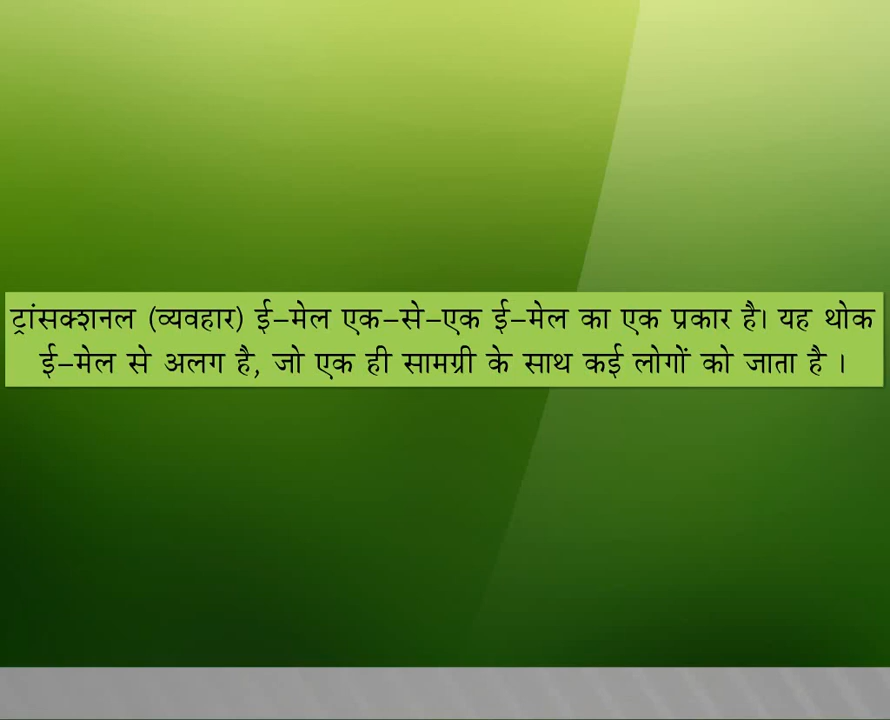 ट्रांसक्शनल (व्यवहार) ई-मेल एक-से-एक ई-मेल का एक प्रकार है। यह थोक
ई-मेल से अलग है, जो एक ही सामग्री के साथ कई लोगों को जाता है ।